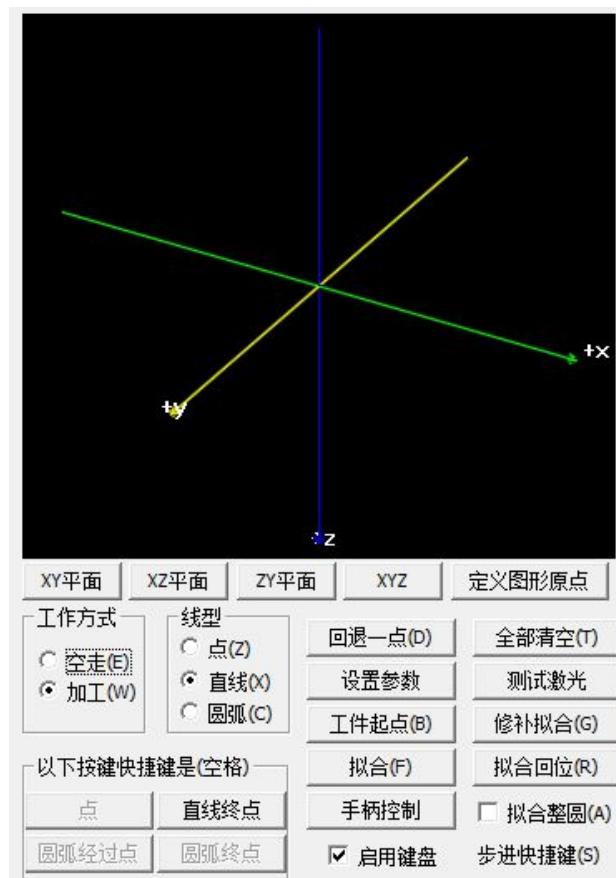 +x
+y
+z
XY平面 XZ平面 ZY平面 XYZ 定义图形原点
工作方式
空走(E)
加工(W)
线型
点(Z)
直线(X)
圆弧(C)
回退一点(D) 全部清空(T)
设置参数 测试激光
工件起点(B) 修补拟合(G)
拟合(F) 拟合回位(R)
手柄控制 拟合整圆(A)
启用键盘 步进快捷键(S)
以下按键快捷键是(空格)
点 直线终点
圆弧经过点 圆弧终点